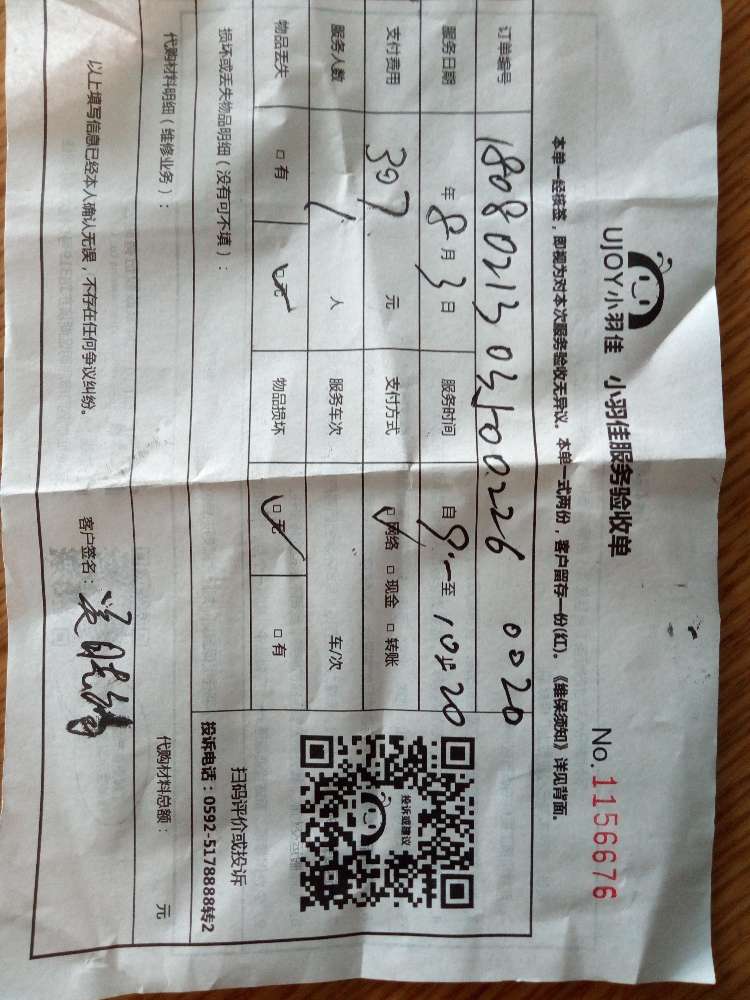 UJOY小羽佳 小羽佳服务验收单 No. 1156676
本单一经核签，即视为对本次服务验收无异议。本单一式两份，客户留存一份(红)。《维保须知》详见背面。
订单编号
服务日期 年 8 月 3 日 服务时间 自 至
支付费用 307 元 支付方式 ☑ 网络 □ 现金 □ 转账
服务人数 1 人 服务车次 车/次
物品丢失 □ 有 ☑ 无 物品损坏 ☑ 无 □ 有
投诉或建议
扫码评价或投诉
投诉电话：0592-5178888转2
损坏或丢失物品明细（没有可不填）：
代购材料明细（维修业务）： 代购材料总额： 元
以上填写信息已经本人确认无误，不存在任何争议纠纷。 客户签名：